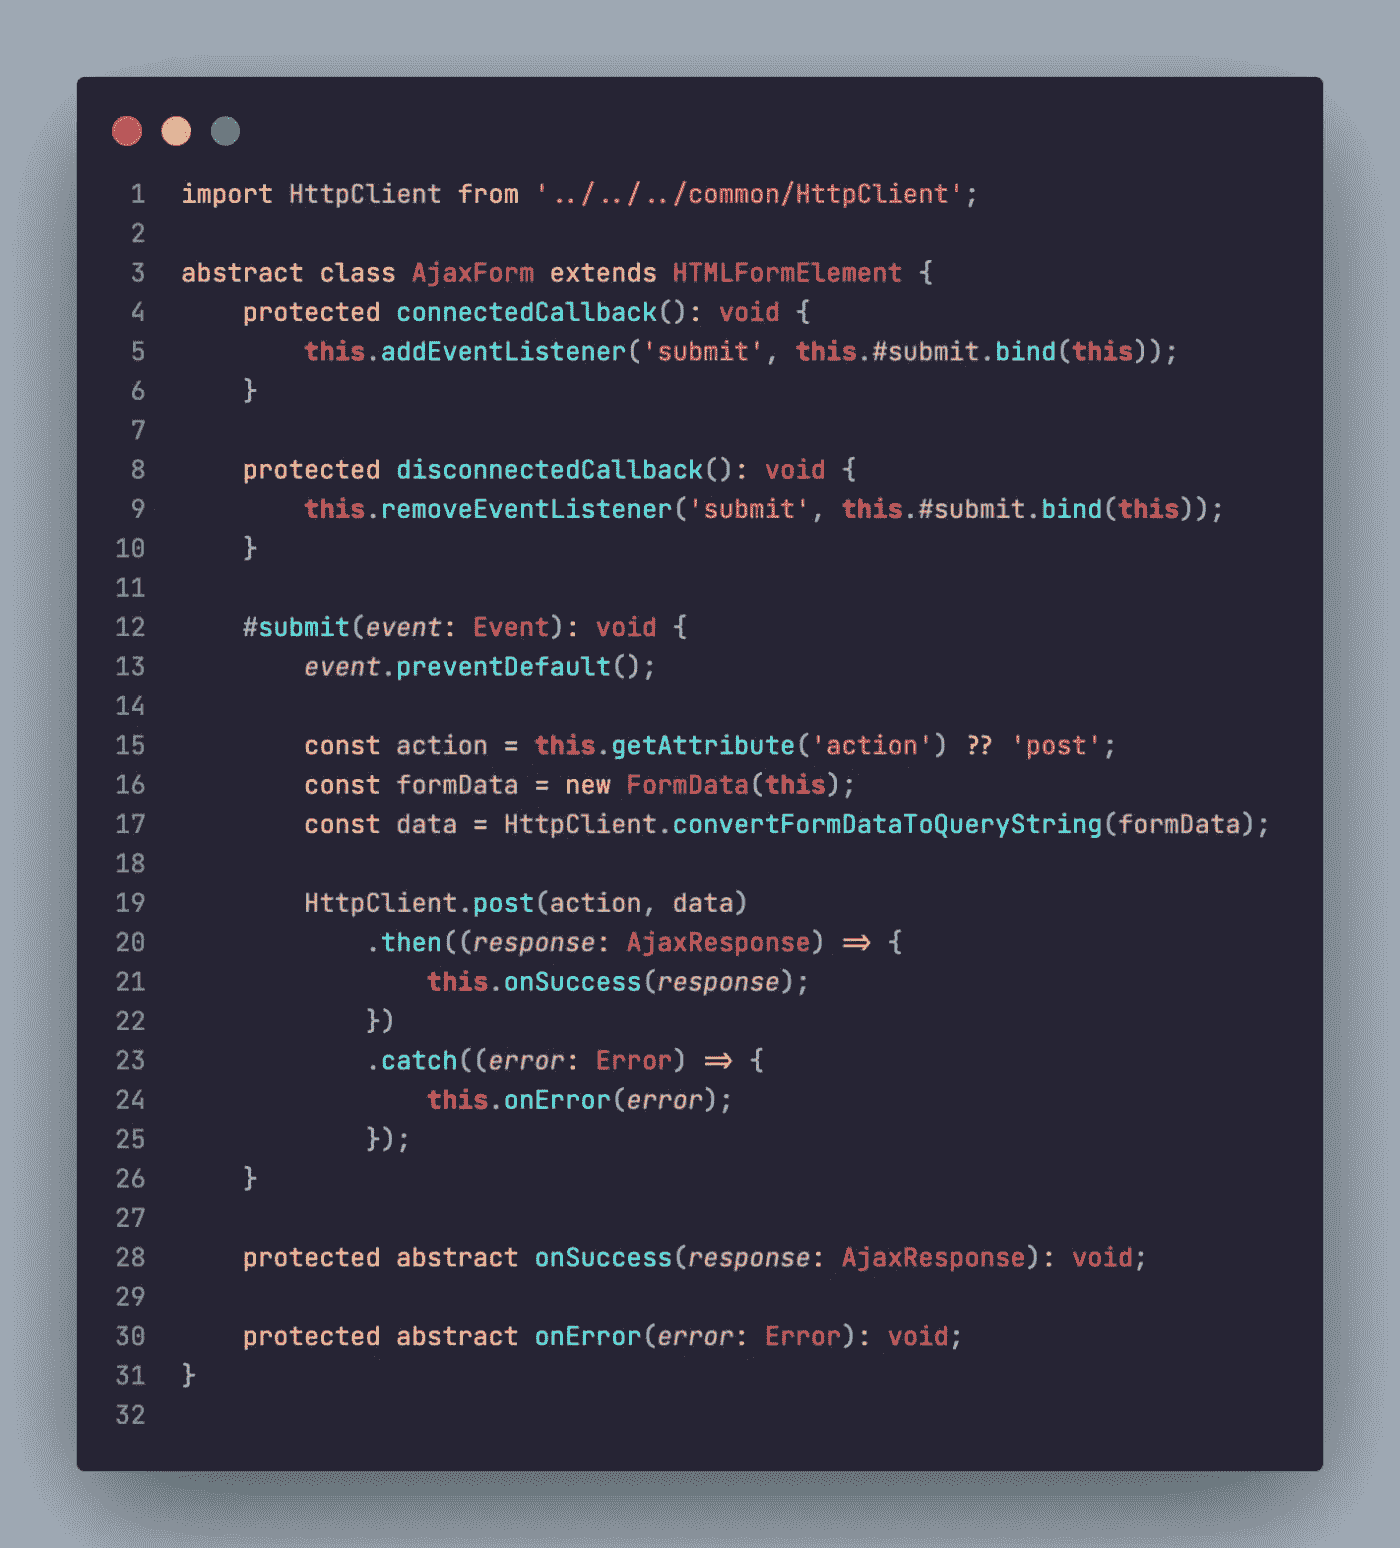 1 import HttpClient from '../../../common/HttpClient';
2
3 abstract class AjaxForm extends HTMLFormElement {
4     protected connectedCallback(): void {
5         this.addEventListener('submit', this.#submit.bind(this));
6     }
7
8     protected disconnectedCallback(): void {
9         this.removeEventListener('submit', this.#submit.bind(this));
10     }
11
12     #submit(event: Event): void {
13         event.preventDefault();
14
15         const action = this.getAttribute('action') ?? 'post';
16         const formData = new FormData(this);
17         const data = HttpClient.convertFormDataToQueryString(formData);
18
19         HttpClient.post(action, data)
20             .then((response: AjaxResponse) => {
21                 this.onSuccess(response);
22             })
23             .catch((error: Error) => {
24                 this.onError(error);
25             });
26     }
27
28     protected abstract onSuccess(response: AjaxResponse): void;
29
30     protected abstract onError(error: Error): void;
31 }
32